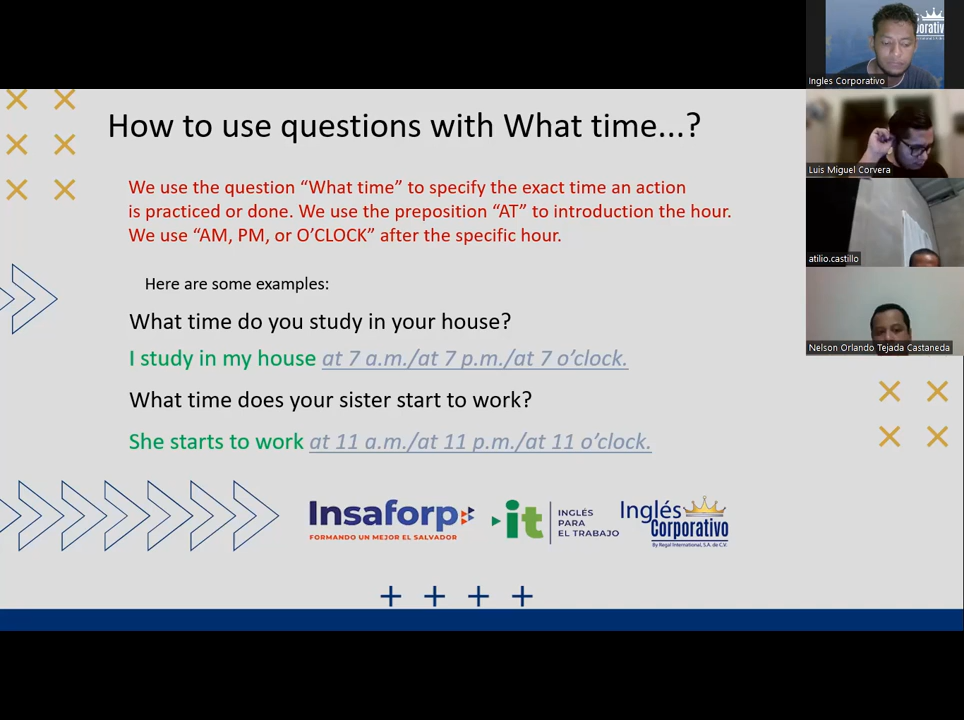 How to use questions with What time...?
We use the question “What time” to specify the exact time an action
is practiced or done. We use the preposition “AT” to introduction the hour.
We use “AM, PM, or O’CLOCK” after the specific hour.
Here are some examples:
What time do you study in your house?
I study in my house at 7 a.m./at 7 p.m./at 7 o’clock.
What time does your sister start to work?
She starts to work at 11 a.m./at 11 p.m./at 11 o’clock.
Insaforp
FORMANDO UN MEJOR EL SALVADOR
it
INGLÉS
PARA
EL TRABAJO
Inglés
Corporativo
By Regal International, S.A. de C.V.
Ingles Corporativo
Luis Miguel Corvera
atilio.castillo
Nelson Orlando Tejada Castaneda